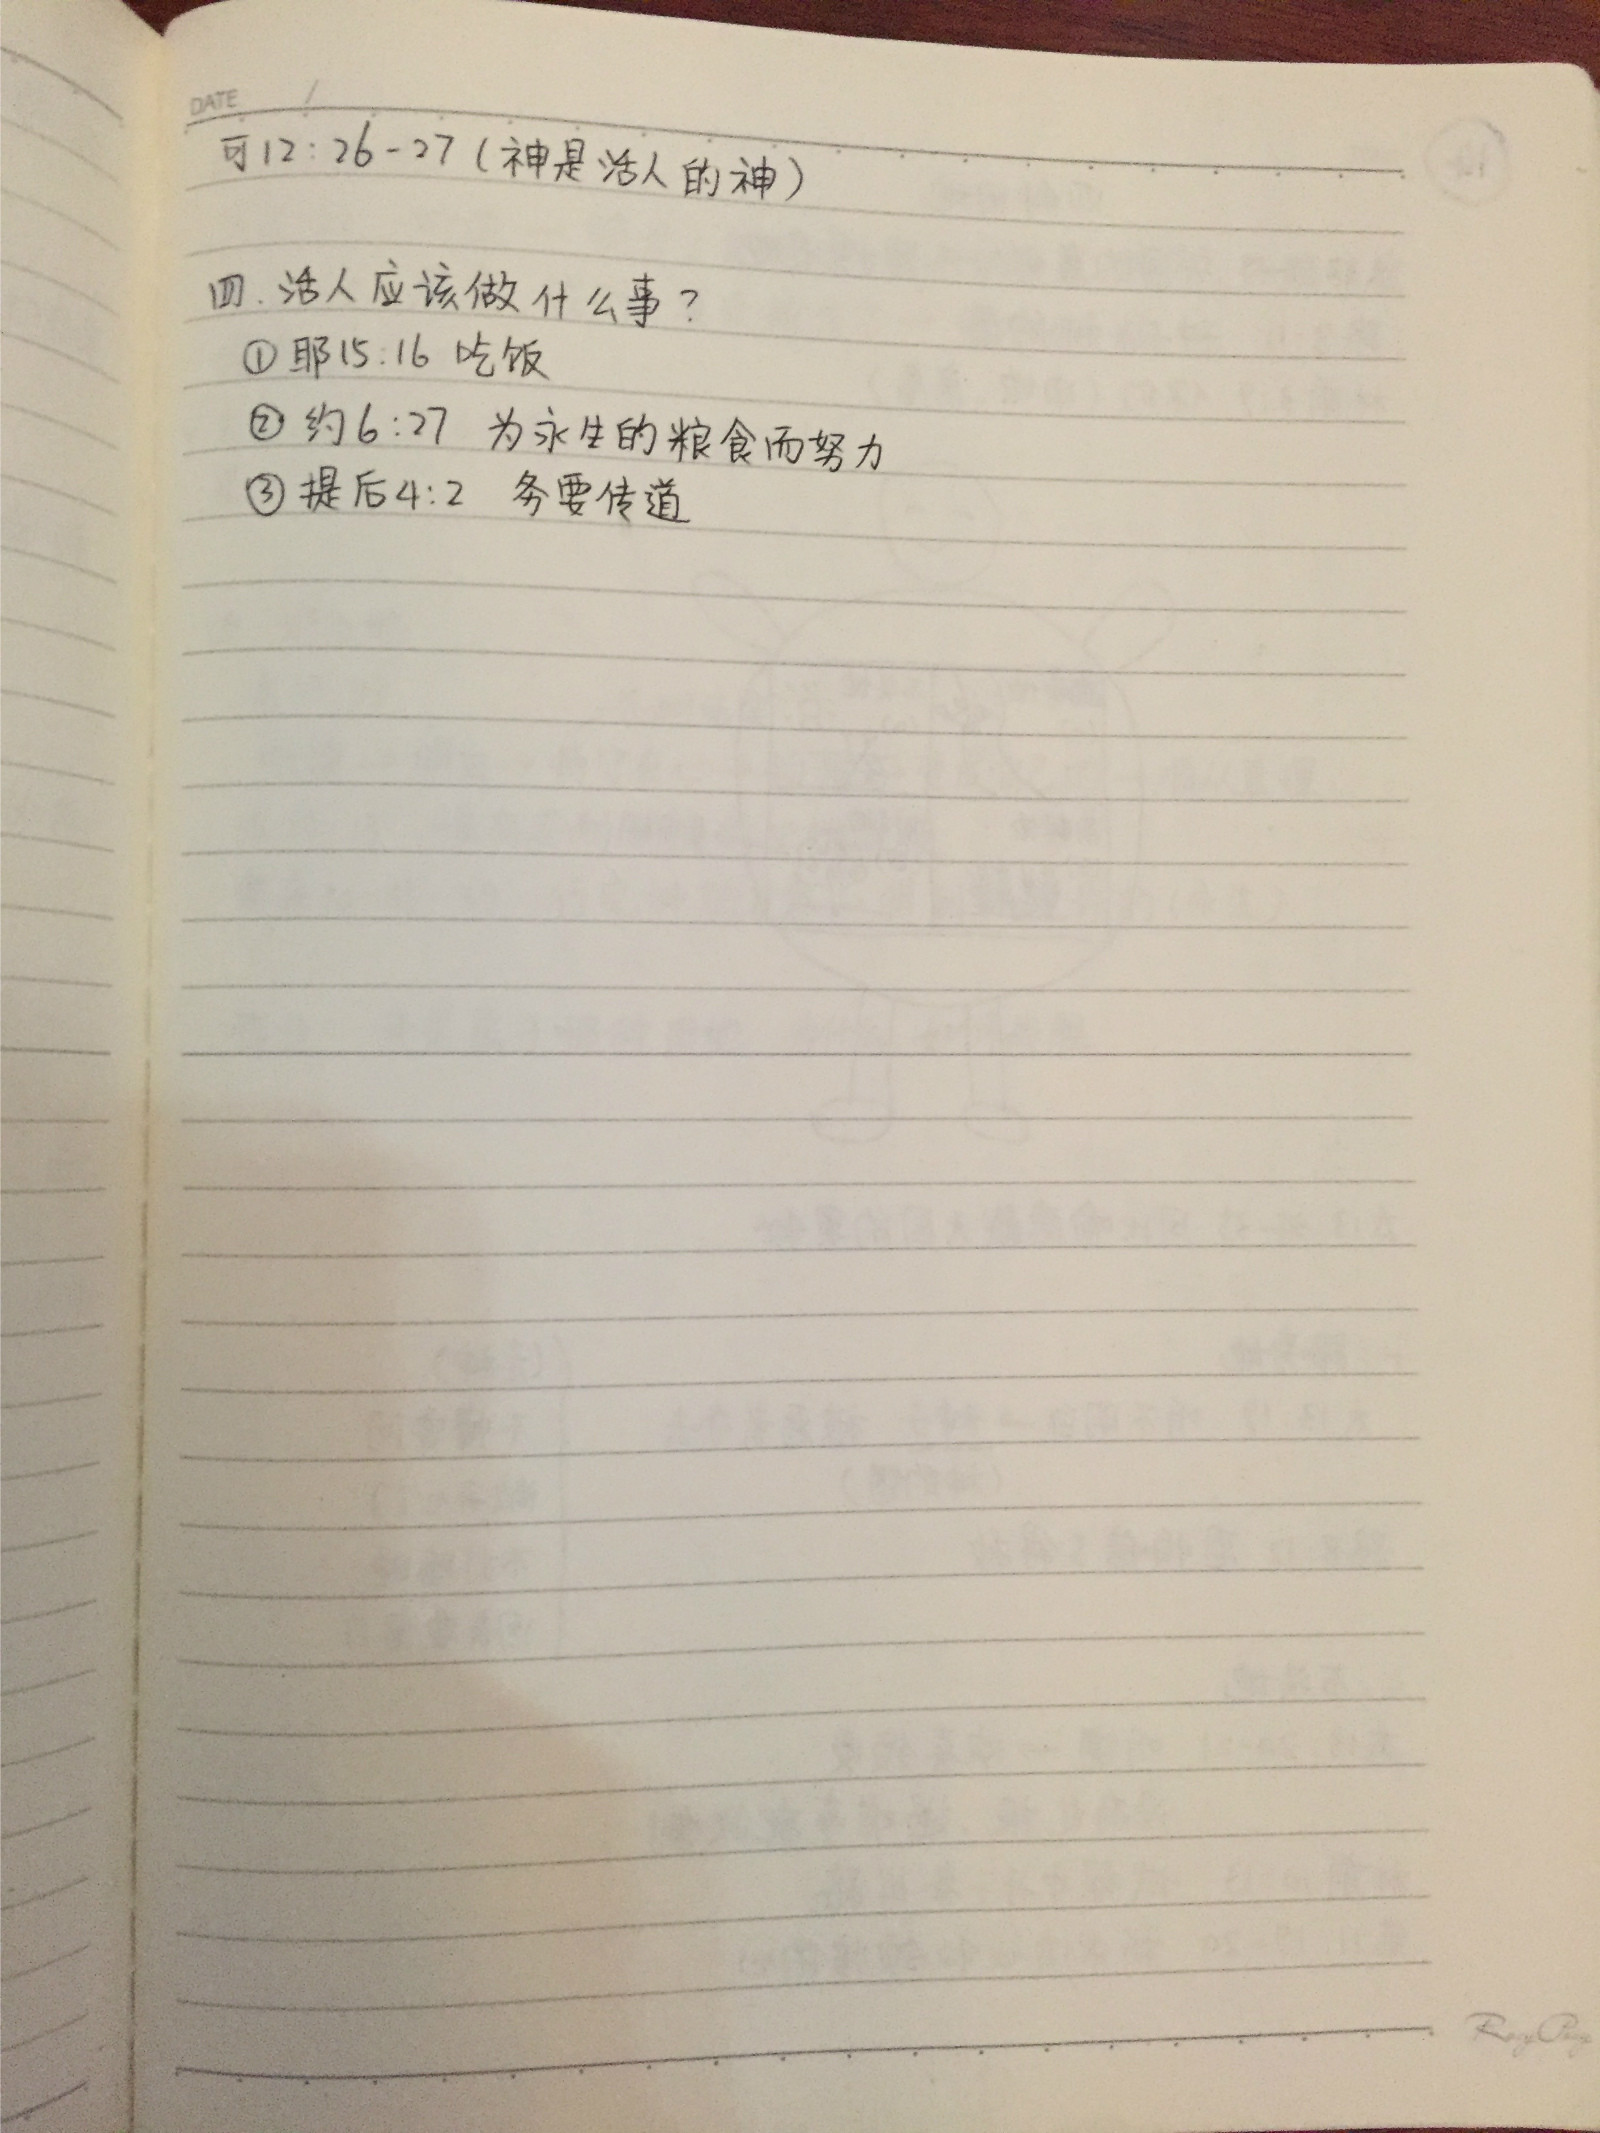 DATE /
可12:26-27(神是活人的神)
四.活人应该做什么事?
①耶15:16 吃饭
②约6:27 为永生的粮食而努力
③提后4:2 务要传道